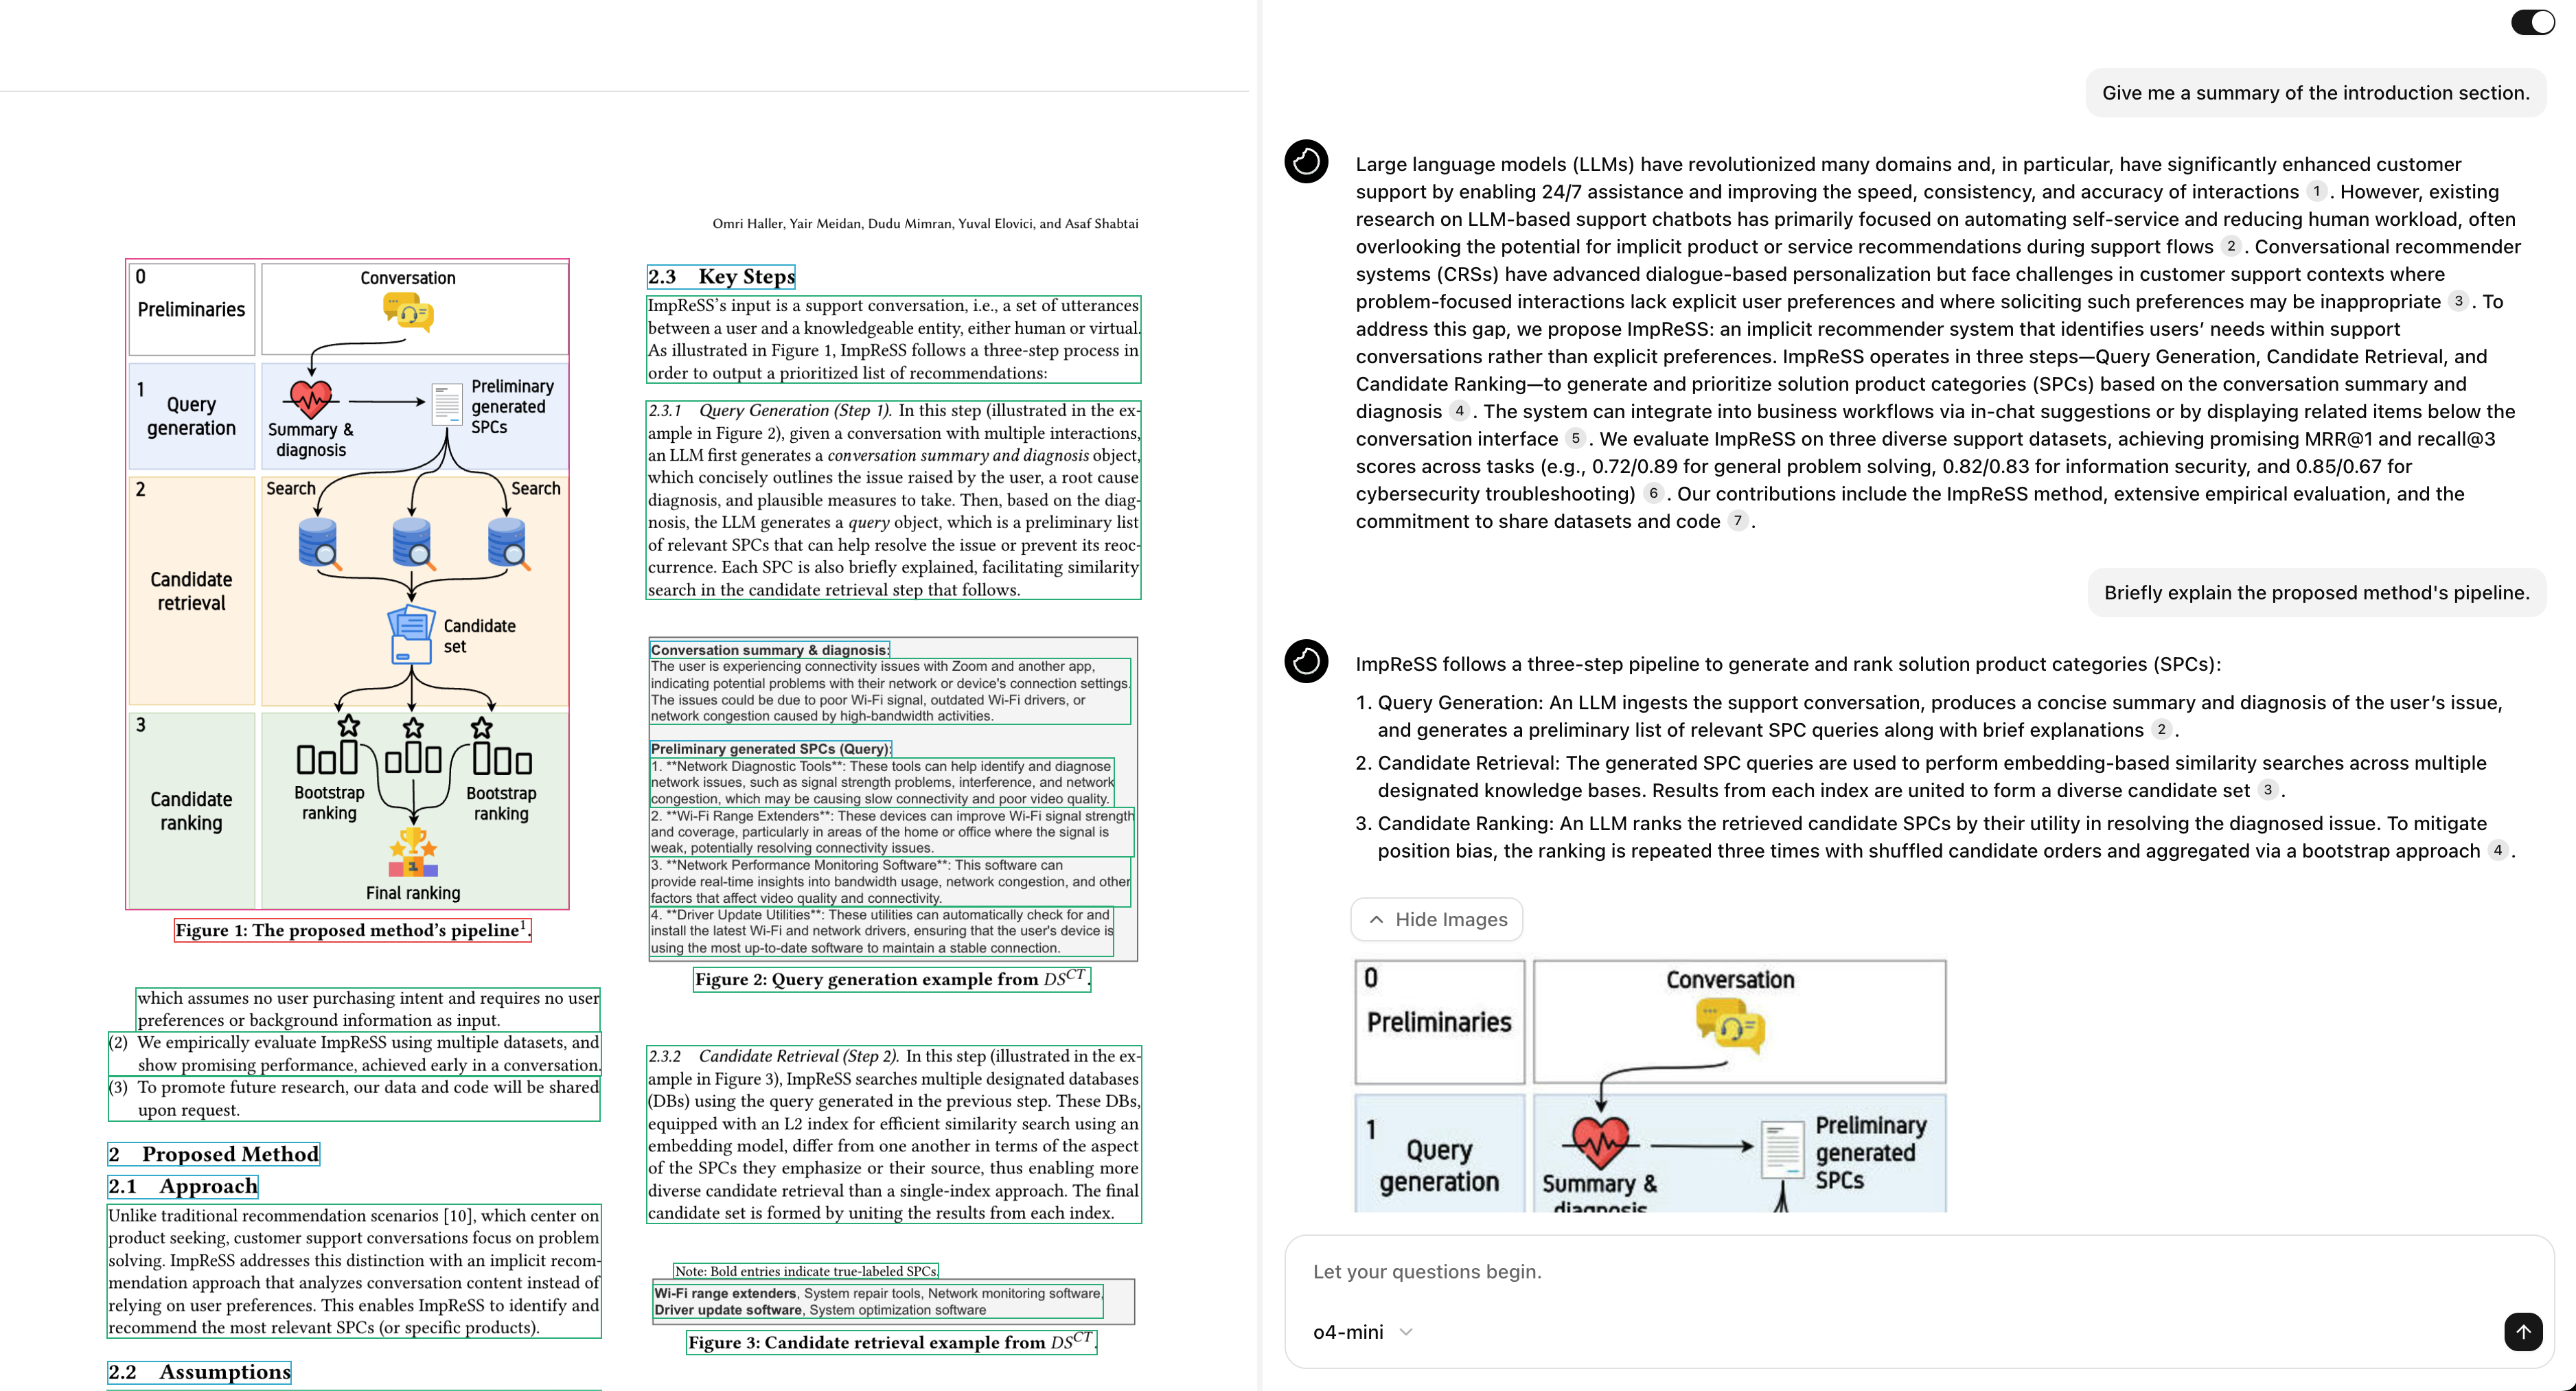 Omri Haller, Yair Meidan, Dudu Mimran, Yuval Elovici, and Asaf Shabtai
0
Preliminaries
Conversation
1
Query
generation
Summary &
diagnosis
Preliminary
generated
SPCs
2
Candidate
retrieval
Search
Search
Candidate
set
3
Candidate
ranking
Bootstrap
ranking
Bootstrap
ranking
1
Final ranking
Figure 1: The proposed method's pipeline¹.
which assumes no user purchasing intent and requires no user
preferences or background information as input.
(2) We empirically evaluate ImpReSS using multiple datasets, and
show promising performance, achieved early in a conversation.
(3) To promote future research, our data and code will be shared
upon request.
2 Proposed Method
2.1 Approach
Unlike traditional recommendation scenarios [10], which center on
product seeking, customer support conversations focus on problem
solving. ImpReSS addresses this distinction with an implicit recom-
mendation approach that analyzes conversation content instead of
relying on user preferences. This enables ImpReSS to identify and
recommend the most relevant SPCs (or specific products).
2.2 Assumptions
2.3 Key Steps
ImpReSS's input is a support conversation, i.e., a set of utterances
between a user and a knowledgeable entity, either human or virtual.
As illustrated in Figure 1, ImpReSS follows a three-step process in
order to output a prioritized list of recommendations:
2.3.1 Query Generation (Step 1). In this step (illustrated in the ex-
ample in Figure 2), given a conversation with multiple interactions,
an LLM first generates a conversation summary and diagnosis object,
which concisely outlines the issue raised by the user, a root cause
diagnosis, and plausible measures to take. Then, based on the diag-
nosis, the LLM generates a query object, which is a preliminary list
of relevant SPCs that can help resolve the issue or prevent its reoc-
currence. Each SPC is also briefly explained, facilitating similarity
search in the candidate retrieval step that follows.
Conversation summary & diagnosis:
The user is experiencing connectivity issues with Zoom and another app,
indicating potential problems with their network or device's connection settings.
The issues could be due to poor Wi-Fi signal, outdated Wi-Fi drivers, or
network congestion caused by high-bandwidth activities.
Preliminary generated SPCs (Query):
1. **Network Diagnostic Tools**: These tools can help identify and diagnose
network issues, such as signal strength problems, interference, and network
congestion, which may be causing slow connectivity and poor video quality.
2. **Wi-Fi Range Extenders**: These devices can improve Wi-Fi signal strength
and coverage, particularly in areas of the home or office where the signal is
weak, potentially resolving connectivity issues.
3. **Network Performance Monitoring Software**: This software can
provide real-time insights into bandwidth usage, network congestion, and other
factors that affect video quality and connectivity.
4. **Driver Update Utilities**: These utilities can automatically check for and
install the latest Wi-Fi and network drivers, ensuring that the user's device is
using the most up-to-date software to maintain a stable connection.
Figure 2: Query generation example from DS^CT.
2.3.2 Candidate Retrieval (Step 2). In this step (illustrated in the ex-
ample in Figure 3), ImpReSS searches multiple designated databases
(DBs) using the query generated in the previous step. These DBs,
equipped with an L2 index for efficient similarity search using an
embedding model, differ from one another in terms of the aspect
of the SPCs they emphasize or their source, thus enabling more
diverse candidate retrieval than a single-index approach. The final
candidate set is formed by uniting the results from each index.
Note: Bold entries indicate true-labeled SPCs.
Wi-Fi range extenders, System repair tools, Network monitoring software,
Driver update software, System optimization software
Figure 3: Candidate retrieval example from DS^CT.
Give me a summary of the introduction section.
Large language models (LLMs) have revolutionized many domains and, in particular, have significantly enhanced customer
support by enabling 24/7 assistance and improving the speed, consistency, and accuracy of interactions 1 . However, existing
research on LLM-based support chatbots has primarily focused on automating self-service and reducing human workload, often
overlooking the potential for implicit product or service recommendations during support flows 2 . Conversational recommender
systems (CRSs) have advanced dialogue-based personalization but face challenges in customer support contexts where
problem-focused interactions lack explicit user preferences and where soliciting such preferences may be inappropriate 3 . To
address this gap, we propose ImpReSS: an implicit recommender system that identifies users' needs within support
conversations rather than explicit preferences. ImpReSS operates in three steps—Query Generation, Candidate Retrieval, and
Candidate Ranking—to generate and prioritize solution product categories (SPCs) based on the conversation summary and
diagnosis 4 . The system can integrate into business workflows via in-chat suggestions or by displaying related items below the
conversation interface 5 . We evaluate ImpReSS on three diverse support datasets, achieving promising MRR@1 and recall@3
scores across tasks (e.g., 0.72/0.89 for general problem solving, 0.82/0.83 for information security, and 0.85/0.67 for
cybersecurity troubleshooting) 6 . Our contributions include the ImpReSS method, extensive empirical evaluation, and the
commitment to share datasets and code 7 .
Briefly explain the proposed method's pipeline.
ImpReSS follows a three-step pipeline to generate and rank solution product categories (SPCs):
1. Query Generation: An LLM ingests the support conversation, produces a concise summary and diagnosis of the user's issue,
and generates a preliminary list of relevant SPC queries along with brief explanations 2 .
2. Candidate Retrieval: The generated SPC queries are used to perform embedding-based similarity searches across multiple
designated knowledge bases. Results from each index are united to form a diverse candidate set 3 .
3. Candidate Ranking: An LLM ranks the retrieved candidate SPCs by their utility in resolving the diagnosed issue. To mitigate
position bias, the ranking is repeated three times with shuffled candidate orders and aggregated via a bootstrap approach 4 .
Hide Images
0
Preliminaries
Conversation
1
Query
generation
Summary &
diagnosis
Preliminary
generated
SPCs
Let your questions begin.
o4-mini